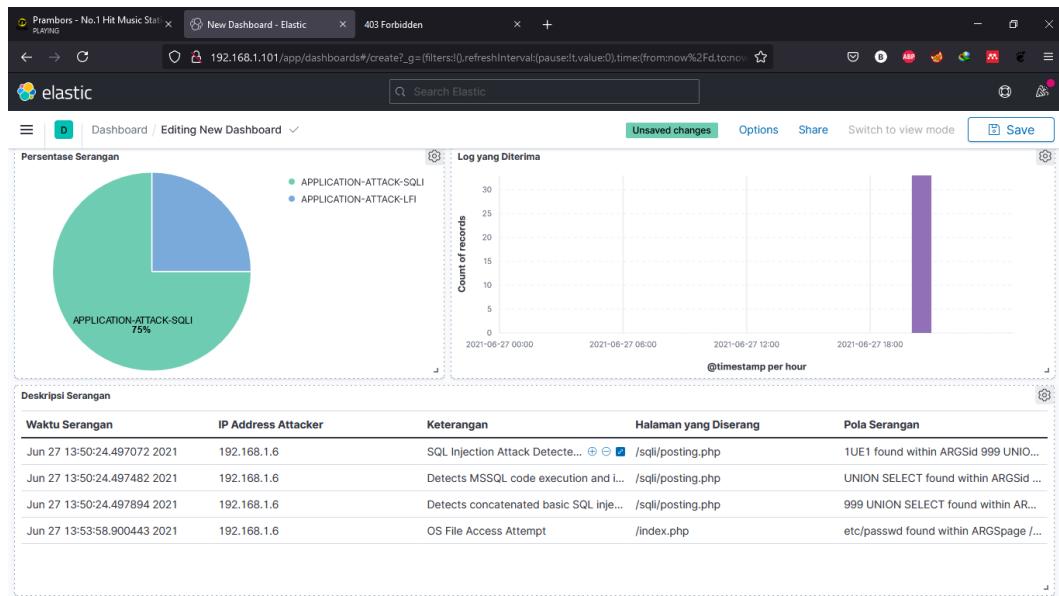 Prambors - No.1 Hit Music Stati
PLAYING
New Dashboard - Elastic
403 Forbidden
192.168.1.101/app/dashboards#/create?_g=(filters:!(),refreshInterval:(pause:!t,value:0),time:(from:now%2Fd,to:now
elastic
Search Elastic
D
Dashboard / Editing New Dashboard
Unsaved changes
Options
Share
Switch to view mode
Save
Persentase Serangan
APPLICATION-ATTACK-SQLI
APPLICATION-ATTACK-LFI
APPLICATION-ATTACK-SQLI
75%
Log yang Diterima
Count of records
30
25
20
15
10
5
0
2021-06-27 00:00 2021-06-27 06:00 2021-06-27 12:00 2021-06-27 18:00
@timestamp per hour
Deskripsi Serangan
Waktu Serangan IP Address Attacker Keterangan Halaman yang Diserang Pola Serangan
Jun 27 13:50:24.497072 2021 192.168.1.6 SQL Injection Attack Detecte... /sqli/posting.php 1UE1 found within ARGSid 999 UNIO...
Jun 27 13:50:24.497482 2021 192.168.1.6 Detects MSSQL code execution and i... /sqli/posting.php UNION SELECT found within ARGSid ...
Jun 27 13:50:24.497894 2021 192.168.1.6 Detects concatenated basic SQL inje... /sqli/posting.php 999 UNION SELECT found within AR...
Jun 27 13:53:58.900443 2021 192.168.1.6 OS File Access Attempt /index.php etc/passwd found within ARGSpage /...